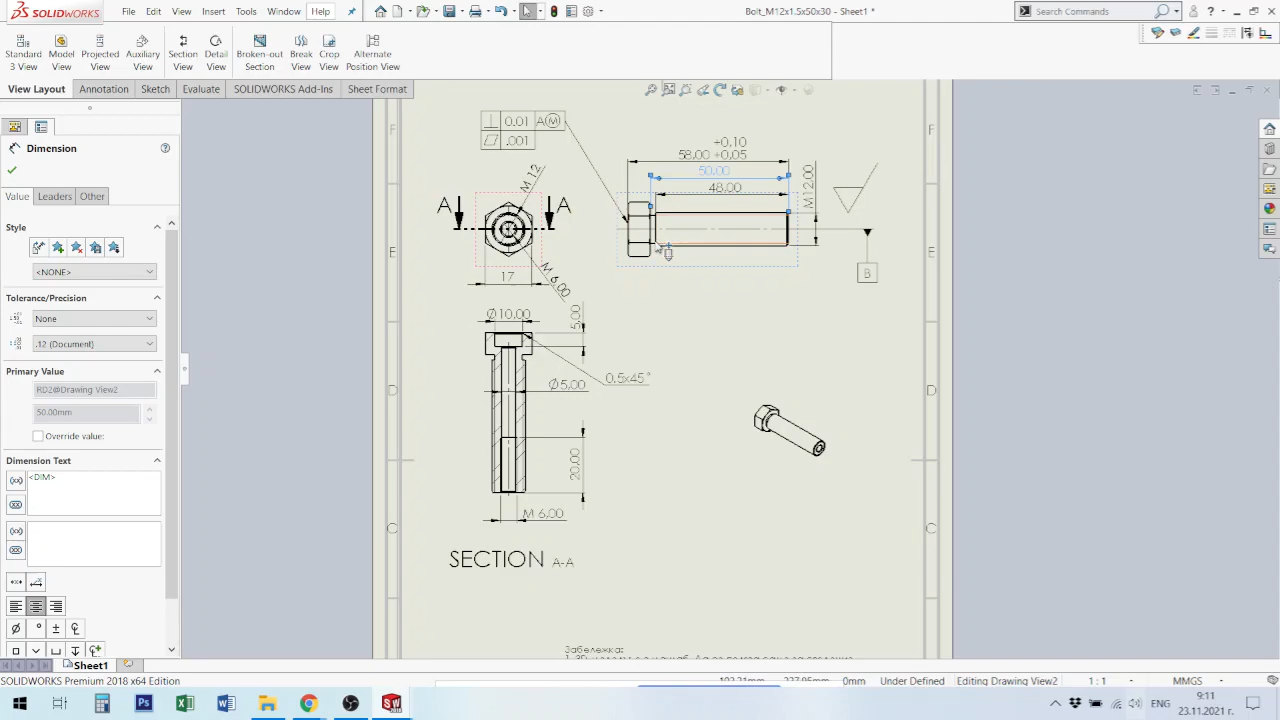 SOLIDWORKS
File Edit View Insert Tools Window Help
Bolt_M12x1.5x50x30 - Sheet1 *
Search Commands
Standard 3 View
Model View
Projected View
Auxiliary View
Section View
Detail View
Broken-out Section
Break View
Crop View
Alternate Position View
View Layout Annotation Sketch Evaluate SOLIDWORKS Add-Ins Sheet Format
Dimension
Value Leaders
Style
<NONE>
Tolerance/Precision
None
.12 (Document)
Primary Value
RD2@Drawing View2
50.00mm
Override value:
Dimension Text
<DIM>
F
F
0.01 A Ⓜ
.001
+0,10
58,00 +0,05
50,00
48,00
M12,00
M 12
A A
E
E
M 6,00
17
B
Ø10,00
5,00
0.5x45°
Ø5,00
D
D
20,00
M 6,00
C
C
SECTION A-A
Забележка:
Sheet1
SOLIDWORKS Premium 2018 x64 Edition
0mm Under Defined Editing Drawing View2 1 : 1 MMGS
ENG
9:11
23.11.2021 г.